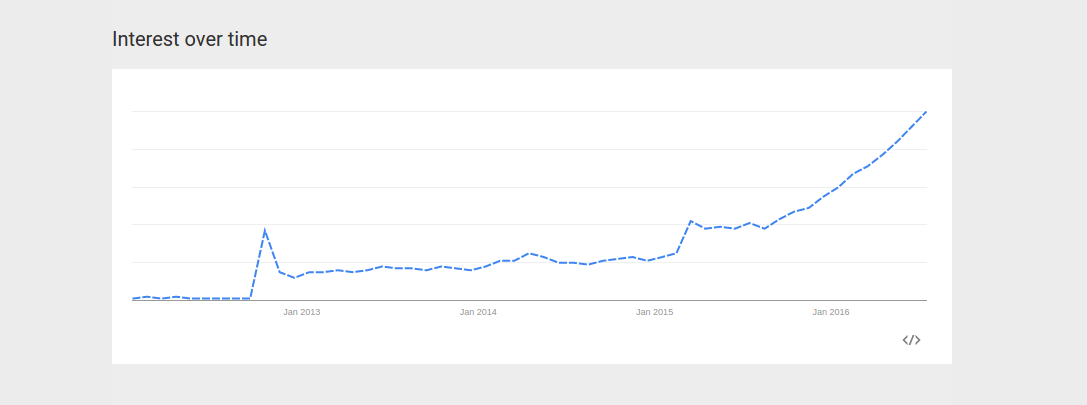 Interest over time
Jan 2013
Jan 2014
Jan 2015
Jan 2016